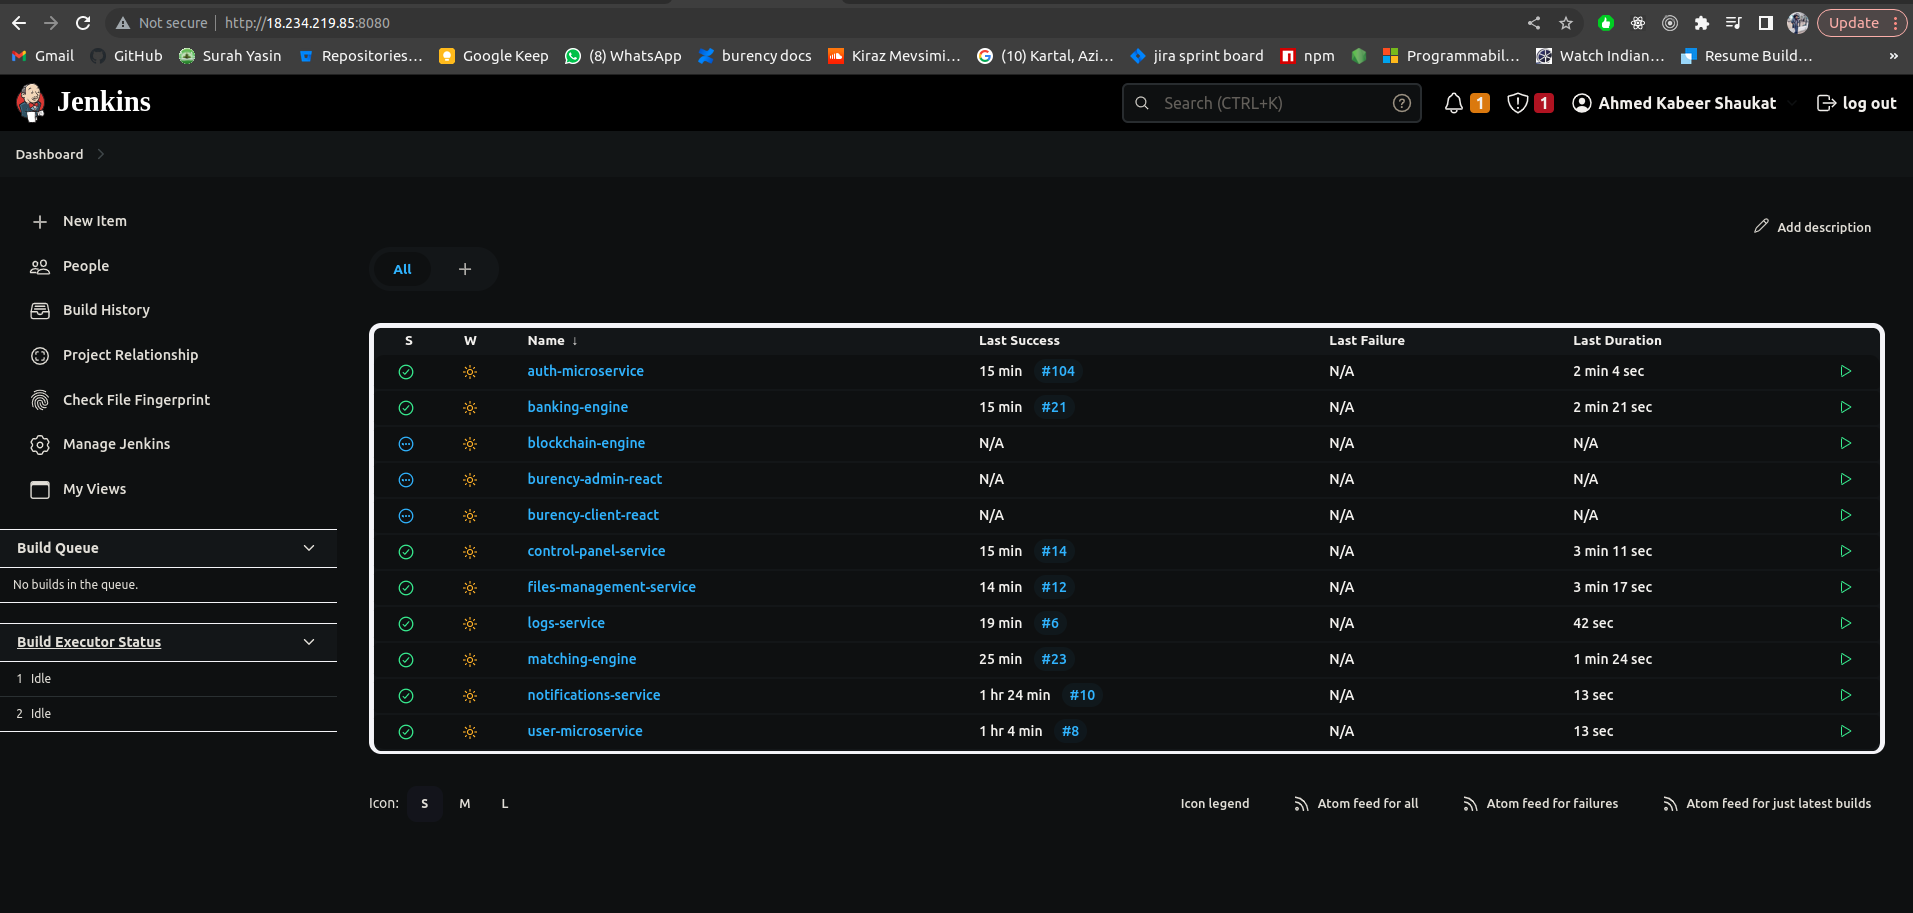 Not secure | http://18.234.219.85:8080 Update
Gmail GitHub Surah Yasin Repositories... Google Keep (8) WhatsApp burency docs Kiraz Mevsimi... (10) Kartal, Azi... jira sprint board npm Programmabil... Watch Indian... Resume Build... »
Jenkins Search (CTRL+K) ? 1 1 Ahmed Kabeer Shaukat log out
Dashboard
New Item
People
Build History
Project Relationship
Check File Fingerprint
Manage Jenkins
My Views
Build Queue
No builds in the queue.
Build Executor Status
1 Idle
2 Idle
Add description
All +
S W Name ↓ Last Success Last Failure Last Duration
auth-microservice 15 min #104 N/A 2 min 4 sec
banking-engine 15 min #21 N/A 2 min 21 sec
blockchain-engine N/A N/A N/A
burency-admin-react N/A N/A N/A
burency-client-react N/A N/A N/A
control-panel-service 15 min #14 N/A 3 min 11 sec
files-management-service 14 min #12 N/A 3 min 17 sec
logs-service 19 min #6 N/A 42 sec
matching-engine 25 min #23 N/A 1 min 24 sec
notifications-service 1 hr 24 min #10 N/A 13 sec
user-microservice 1 hr 4 min #8 N/A 13 sec
Icon: S M L Icon legend Atom feed for all Atom feed for failures Atom feed for just latest builds